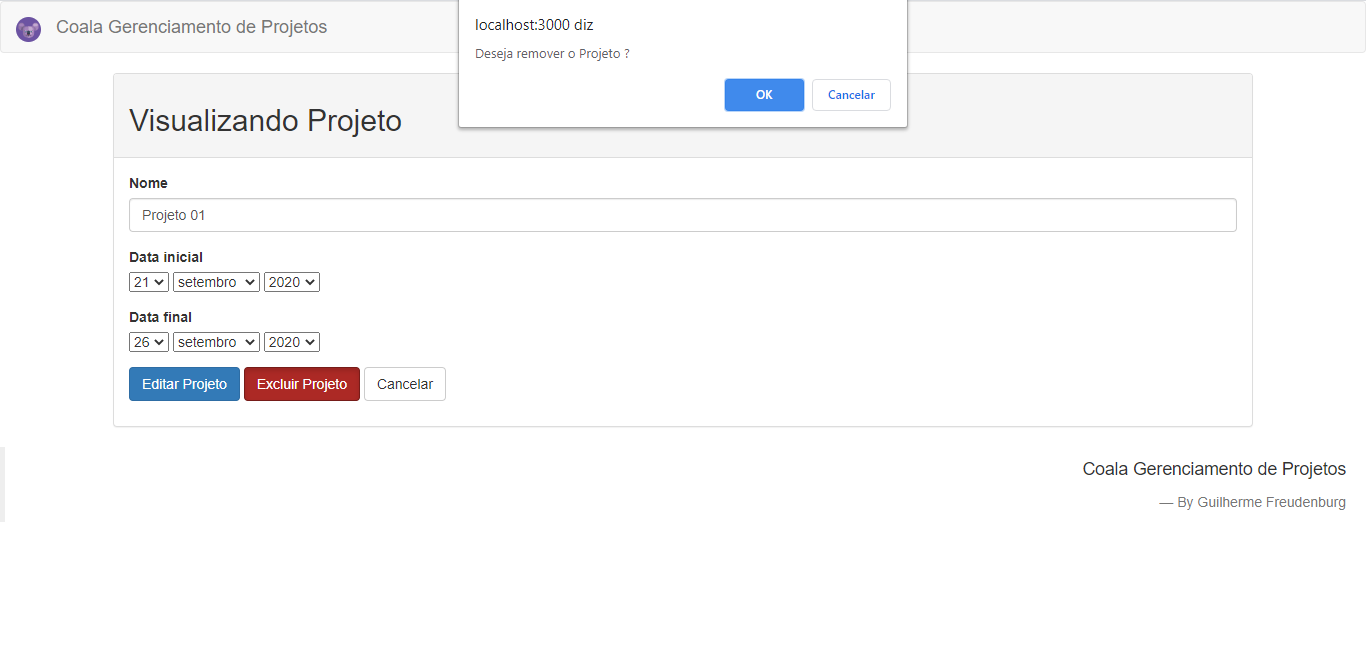 Coala Gerenciamento de Projetos
localhost:3000 diz
Deseja remover o Projeto ?
OK Cancelar
Visualizando Projeto
Nome
Projeto 01
Data inicial
21 setembro 2020
Data final
26 setembro 2020
Editar Projeto Excluir Projeto Cancelar
Coala Gerenciamento de Projetos
— By Guilherme Freudenburg